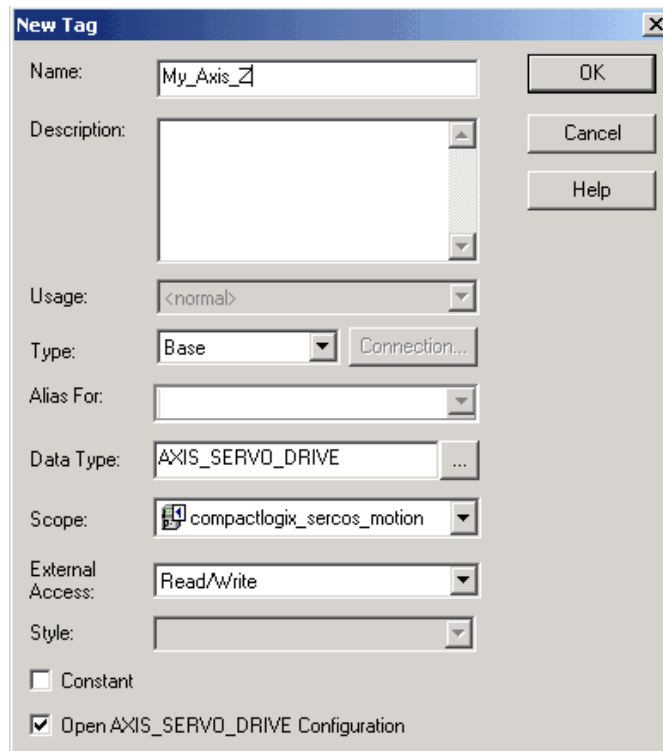 New Tag
Name:
My_Axis_Z
OK
Description:
Cancel
Help
Usage:
<normal>
Type:
Base
Connection...
Alias For:
Data Type:
AXIS_SERVO_DRIVE
...
Scope:
compactlogix_sercos_motion
External
Access:
Read/Write
Style:
Constant
Open AXIS_SERVO_DRIVE Configuration